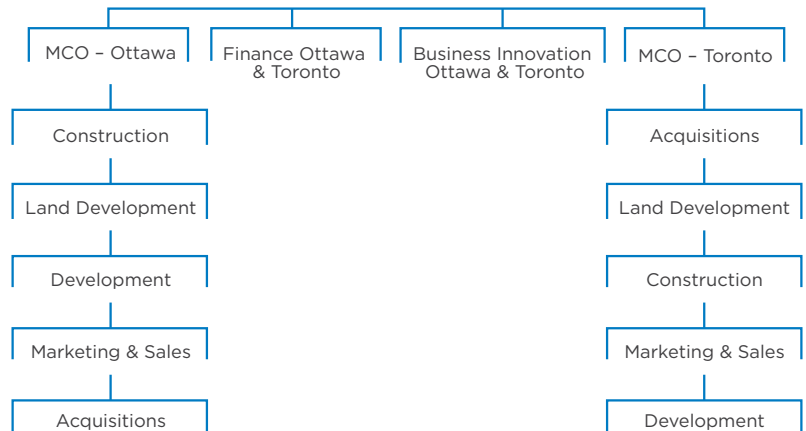 MCO – Ottawa
Finance Ottawa
& Toronto
Business Innovation
Ottawa & Toronto
MCO – Toronto
Construction
Acquisitions
Land Development
Land Development
Development
Construction
Marketing & Sales
Marketing & Sales
Acquisitions
Development